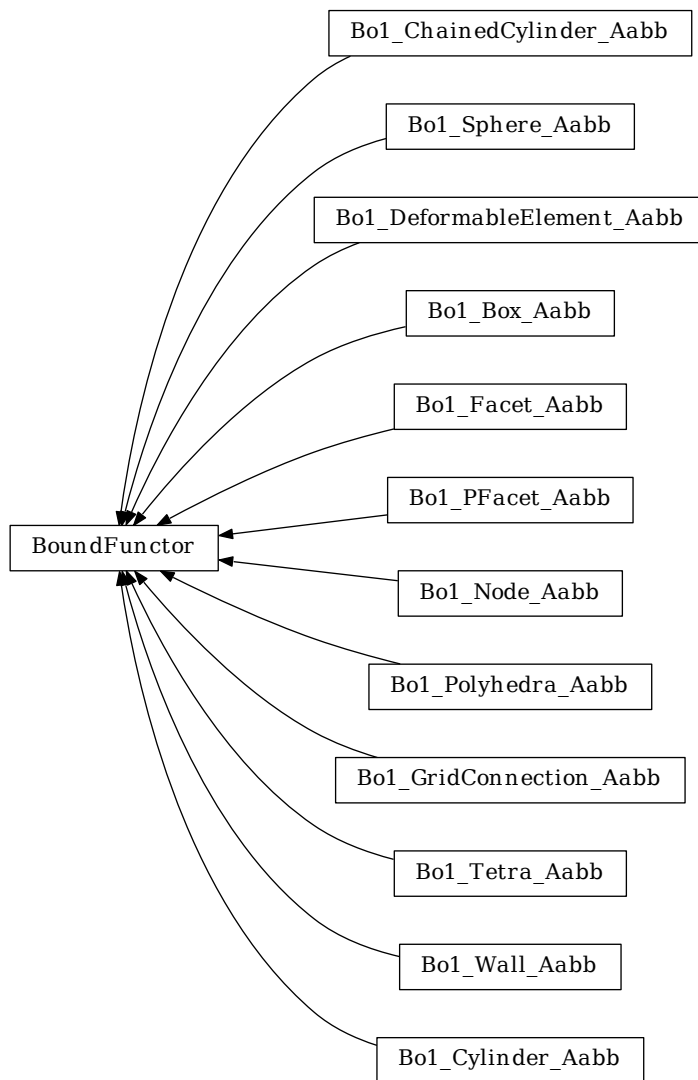 Bo1_ChainedCylinder_Aabb
Bo1_Sphere_Aabb
Bo1_DeformableElement_Aabb
Bo1_Box_Aabb
Bo1_Facet_Aabb
Bo1_PFacet_Aabb
BoundFunctor
Bo1_Node_Aabb
Bo1_Polyhedra_Aabb
Bo1_GridConnection_Aabb
Bo1_Tetra_Aabb
Bo1_Wall_Aabb
Bo1_Cylinder_Aabb